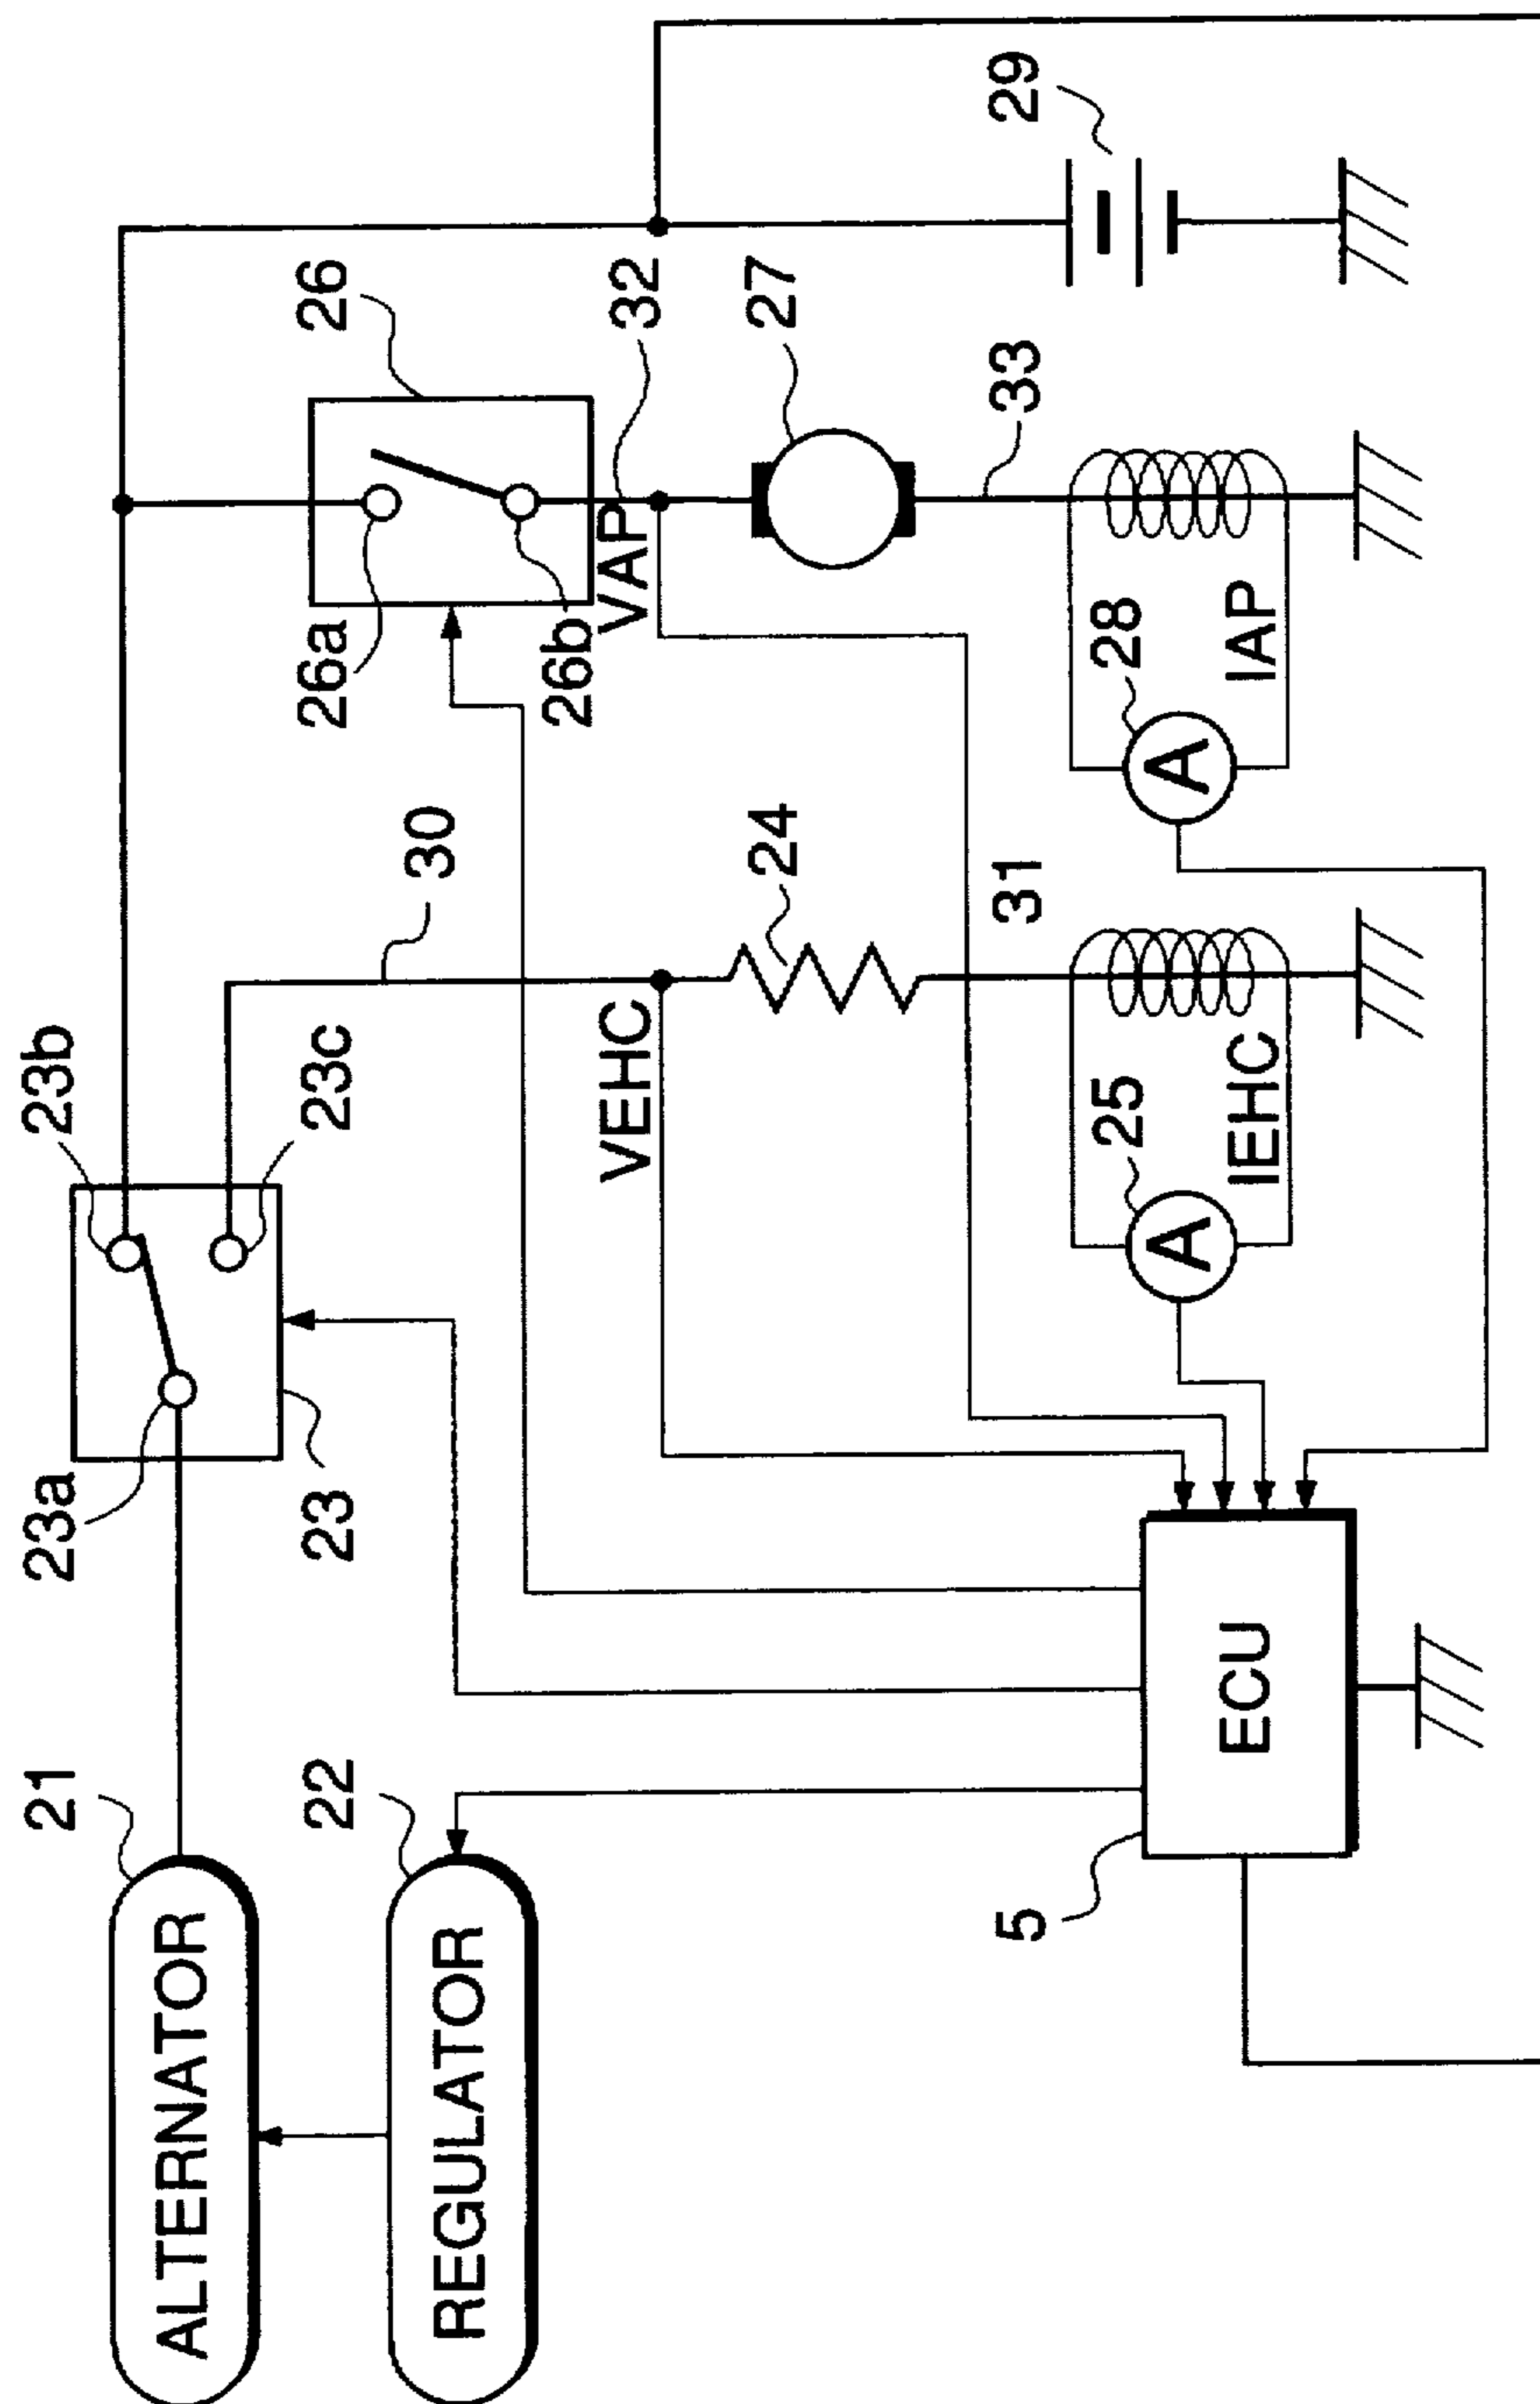 ALTERNATOR
21
23a
23b
REGULATOR
22
23
23c
30
26a
26
26b
VEHC
VAP
32
24
27
5
31
33
29
25
28
ECU
IEHC
IAP
A
A